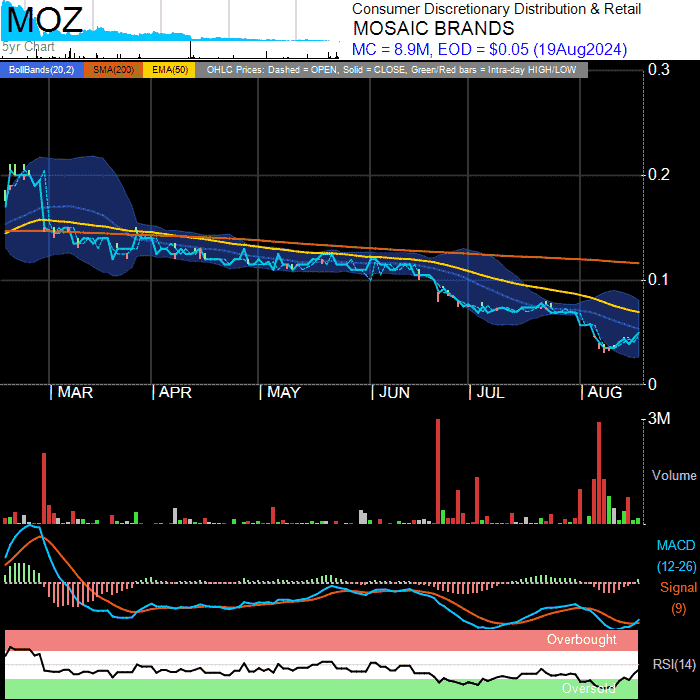 MOZ
5yr Chart
Consumer Discretionary Distribution & Retail
MOSAIC BRANDS
MC = 8.9M, EOD = $0.05 (19Aug2024)
BollBands(20,2) SMA(200) EMA(50) OHLC Prices: Dashed = OPEN, Solid = CLOSE, Green/Red bars = Intra-day HIGH/LOW
0.3
0.2
0.1
0
MAR APR MAY JUN JUL AUG
3M
Volume
MACD
(12-26)
Signal
(9)
Overbought
RSI(14)
Oversold